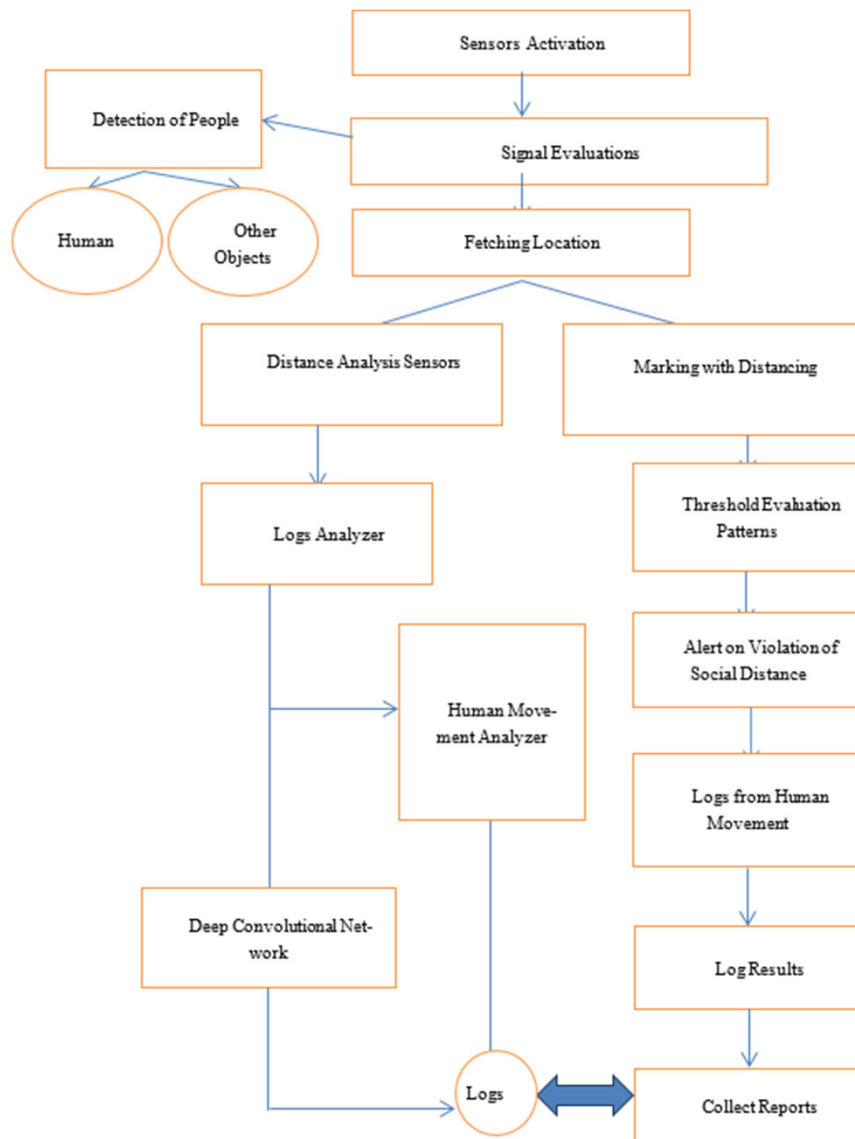 Sensors Activation
Detection of People
Signal Evaluations
Human
Other
Objects
Fetching Location
Distance Analysis Sensors
Marking with Distancing
Logs Analyzer
Threshold Evaluation
Patterns
Human Move-
ment Analyzer
Alert on Violation of
Social Distance
Logs from Human
Movement
Deep Convolutional Net-
work
Log Results
Logs
Collect Reports